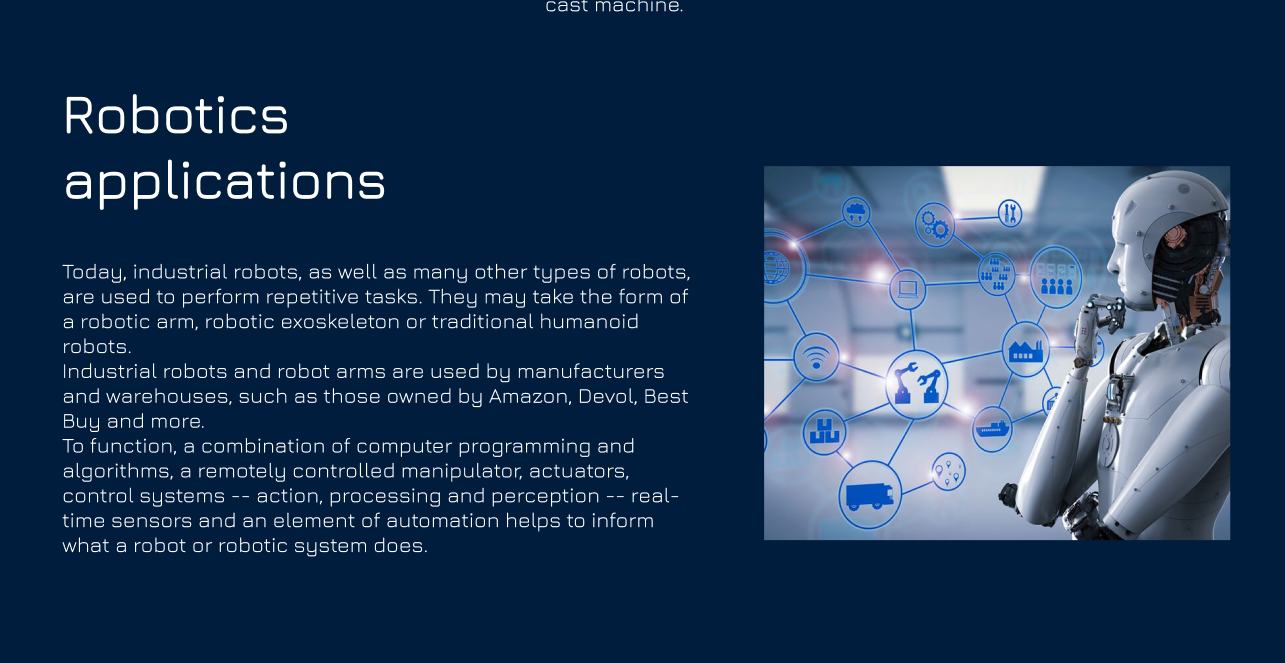 cast machine.
Robotics
applications
Today, industrial robots, as well as many other types of robots,
are used to perform repetitive tasks. They may take the form of
a robotic arm, robotic exoskeleton or traditional humanoid
robots.
Industrial robots and robot arms are used by manufacturers
and warehouses, such as those owned by Amazon, Devol, Best
Buy and more.
To function, a combination of computer programming and
algorithms, a remotely controlled manipulator, actuators,
control systems -- action, processing and perception -- real-
time sensors and an element of automation helps to inform
what a robot or robotic system does.